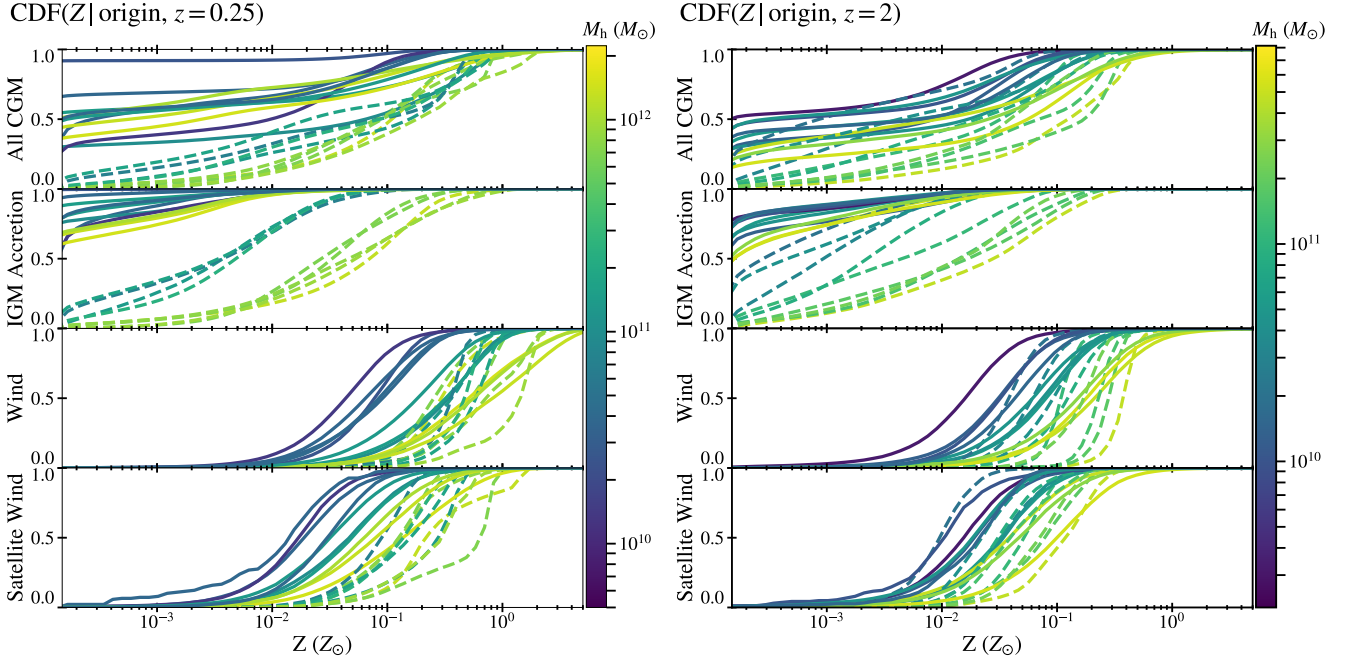 CDF(Z | origin, z = 0.25)
M_h (M_⊙)
All CGM
1.0
0.5
0.0
IGM Accretion
1.0
0.5
0.0
Wind
1.0
0.5
0.0
Satellite Wind
1.0
0.5
0.0
10^−3
10^−2
10^−1
10^0
Z (Z_⊙)
10^12
10^11
10^10
CDF(Z | origin, z = 2)
M_h (M_⊙)
All CGM
1.0
0.5
0.0
IGM Accretion
1.0
0.5
0.0
Wind
1.0
0.5
0.0
Satellite Wind
1.0
0.5
0.0
10^−3
10^−2
10^−1
10^0
Z (Z_⊙)
10^11
10^10